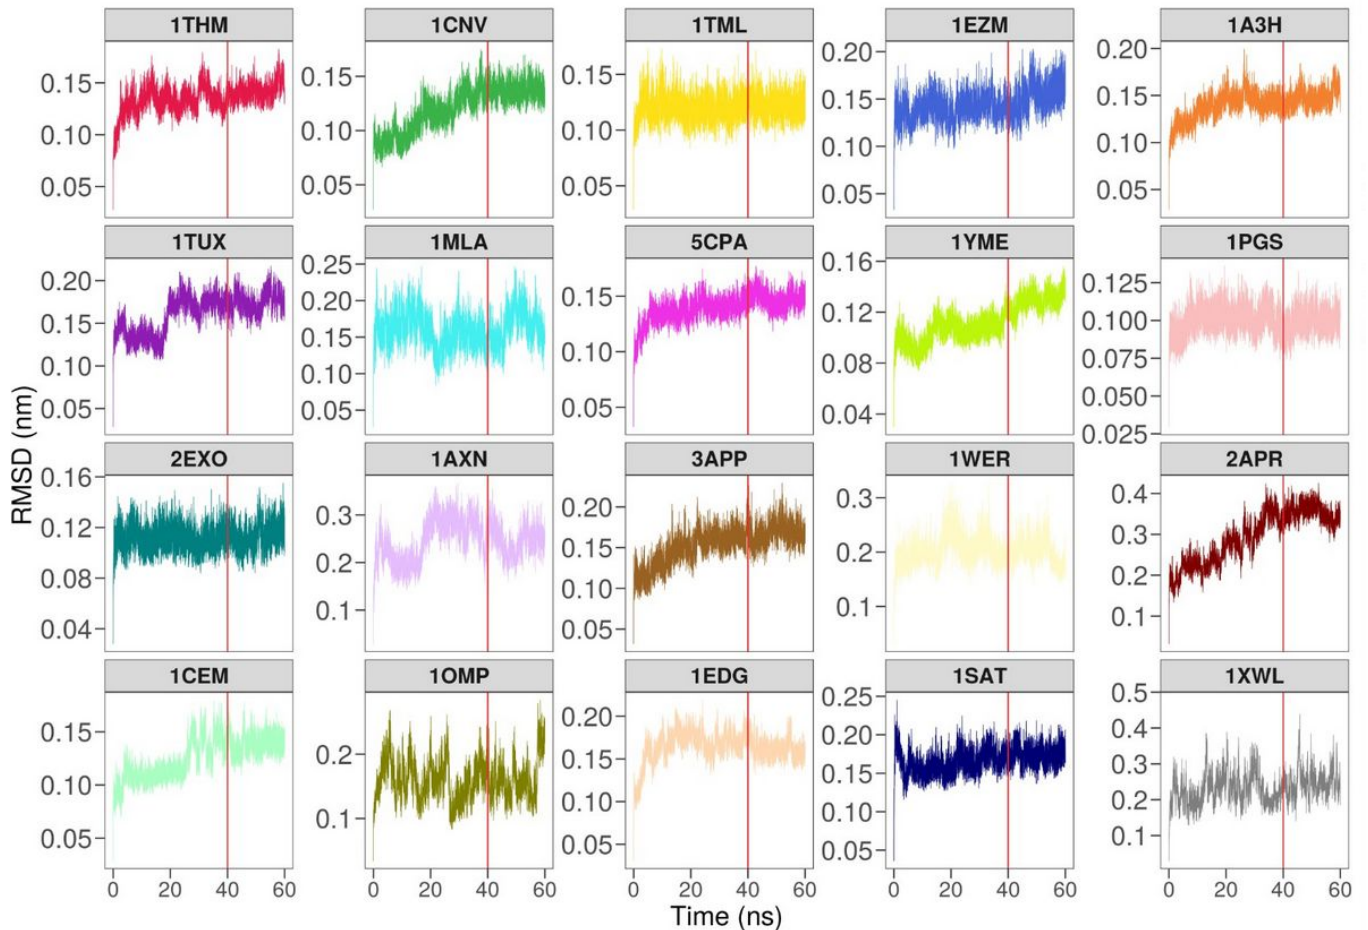 1THM 1CNV 1TML 1EZM 1A3H
0.15 0.10 0.05
0.15 0.10 0.05
0.15 0.10 0.05
0.20 0.15 0.10 0.05
0.20 0.15 0.10 0.05
1TUX 1MLA 5CPA 1YME 1PGS
0.20 0.15 0.10 0.05
0.25 0.20 0.15 0.10 0.05
0.15 0.10 0.05
0.16 0.12 0.08 0.04
0.125 0.100 0.075 0.050 0.025
RMSD (nm)
2EXO 1AXN 3APP 1WER 2APR
0.16 0.12 0.08 0.04
0.3 0.2 0.1
0.20 0.15 0.10 0.05
0.3 0.2 0.1
0.4 0.3 0.2 0.1
1CEM 1OMP 1EDG 1SAT 1XWL
0.15 0.10 0.05
0.2 0.1
0.20 0.15 0.10 0.05
0.25 0.20 0.15 0.10 0.05
0.5 0.4 0.3 0.2 0.1
0 20 40 60 0 20 40 60 0 20 40 60 0 20 40 60 0 20 40 60
Time (ns)